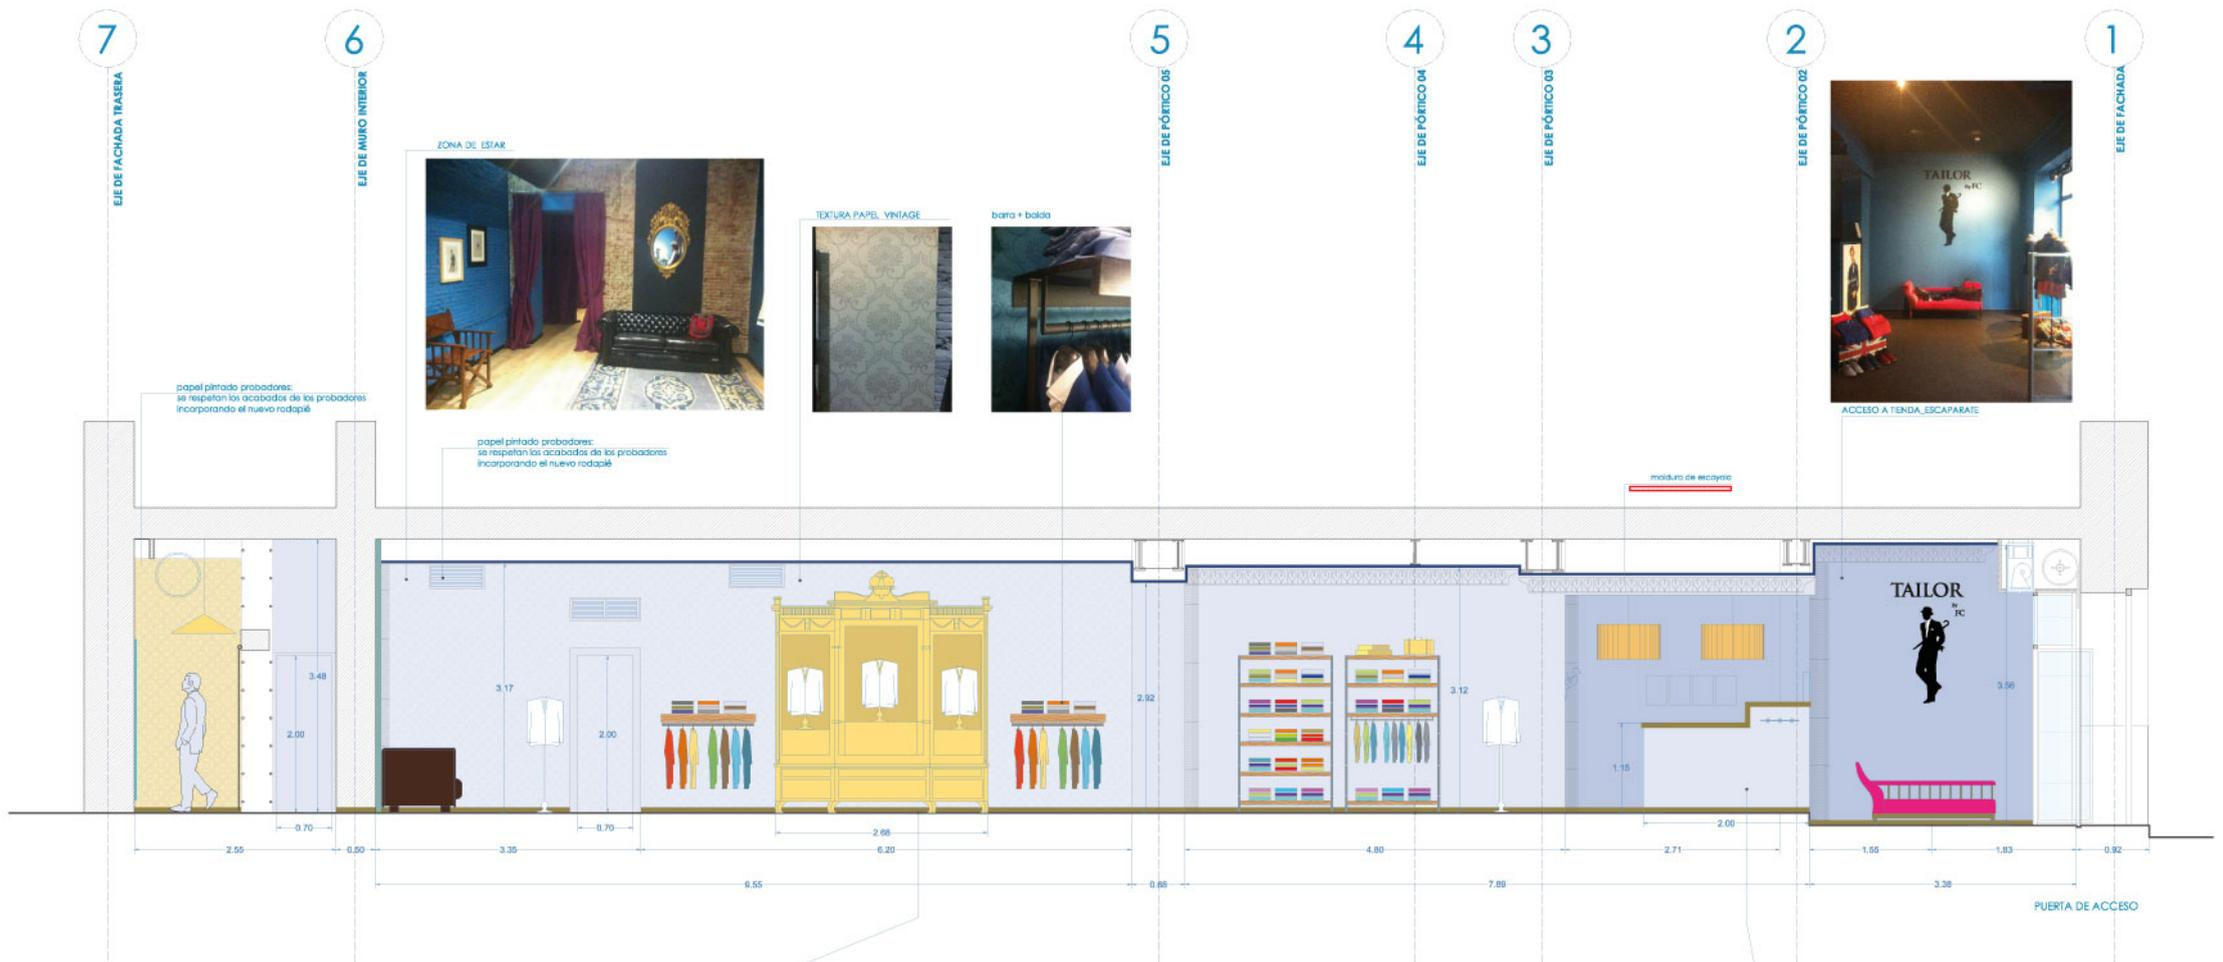 7
6
5
4
3
2
1
EJE DE FACHADA TRASERA
EJE DE MURO INTERIOR
EJE DE PÓRTICO 05
EJE DE PÓRTICO 04
EJE DE PÓRTICO 03
EJE DE PÓRTICO 02
EJE DE FACHADA
ZONA DE ESTAR
TEXTURA PAPEL VINTAGE
barra + balda
TAILOR
by FC
ACCESO A TIENDA_ESCAPARATE
papel pintado probadores:
se respetan los acabados de los probadores
incorporando el nuevo rodapié
papel pintado probadores:
se respetan los acabados de los probadores
incorporando el nuevo rodapié
moldura de escayola
TAILOR
by
FC
3.48
3.17
2.92
3.12
3.56
2.00
2.00
1.15
0.70
0.70
2.68
2.00
2.55
0.50
3.35
6.20
4.80
2.71
1.55
1.83
0.92
9.55
0.68
7.89
3.38
PUERTA DE ACCESO